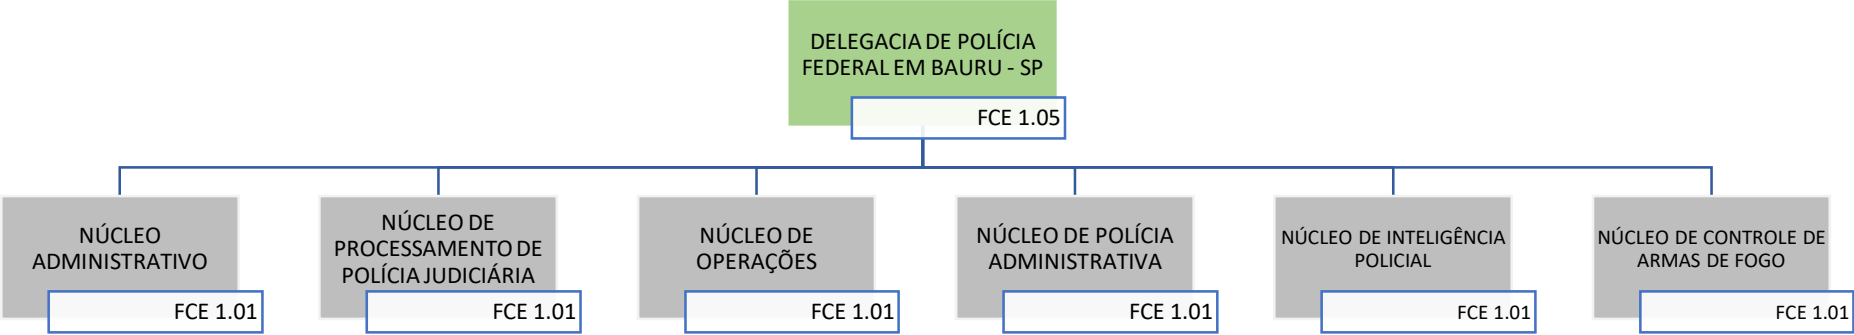 DELEGACIA DE POLÍCIA
FEDERAL EM BAURU - SP
FCE 1.05
NÚCLEO
ADMINISTRATIVO
FCE 1.01
NÚCLEO DE
PROCESSAMENTO DE
POLÍCIA JUDICIÁRIA
FCE 1.01
NÚCLEO DE
OPERAÇÕES
FCE 1.01
NÚCLEO DE POLÍCIA
ADMINISTRATIVA
FCE 1.01
NÚCLEO DE INTELIGÊNCIA
POLICIAL
FCE 1.01
NÚCLEO DE CONTROLE DE
ARMAS DE FOGO
FCE 1.01